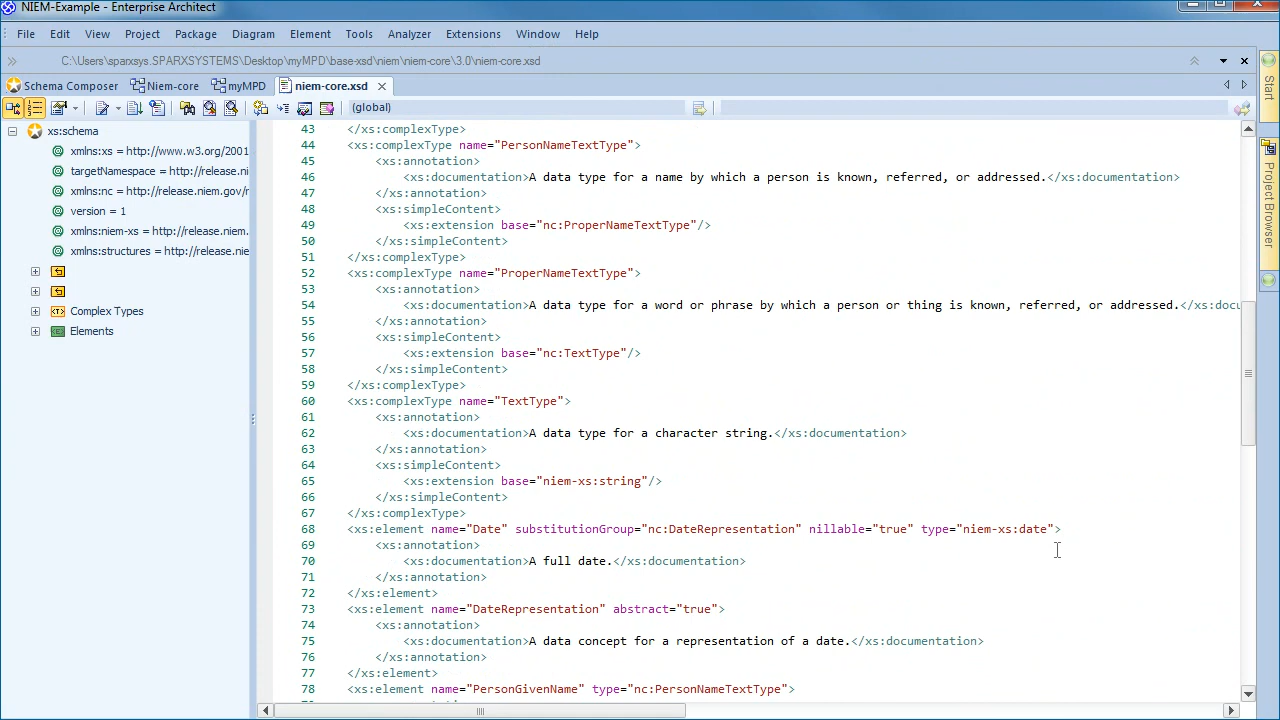 NIEM-Example - Enterprise Architect
File Edit View Project Package Diagram Element Tools Analyzer Extensions Window Help
C:\Users\sparxsys.SPARXSYSTEMS\Desktop\myMPD\base-xsd\niem\niem-core\3.0\niem-core.xsd
Schema Composer Niem-core myMPD niem-core.xsd
(global)
xs:schema
xmlns:xs = http://www.w3.org/2001
targetNamespace = http://release.ni
xmlns:nc = http://release.niem.gov/r
version = 1
xmlns:niem-xs = http://release.niem.
xmlns:structures = http://release.nie
Complex Types
Elements
43 </xs:complexType>
44 <xs:complexType name="PersonNameTextType">
45 <xs:annotation>
46 <xs:documentation>A data type for a name by which a person is known, referred, or addressed.</xs:documentation>
47 </xs:annotation>
48 <xs:simpleContent>
49 <xs:extension base="nc:ProperNameTextType"/>
50 </xs:simpleContent>
51 </xs:complexType>
52 <xs:complexType name="ProperNameTextType">
53 <xs:annotation>
54 <xs:documentation>A data type for a word or phrase by which a person or thing is known, referred, or addressed.</xs:docu
55 </xs:annotation>
56 <xs:simpleContent>
57 <xs:extension base="nc:TextType"/>
58 </xs:simpleContent>
59 </xs:complexType>
60 <xs:complexType name="TextType">
61 <xs:annotation>
62 <xs:documentation>A data type for a character string.</xs:documentation>
63 </xs:annotation>
64 <xs:simpleContent>
65 <xs:extension base="niem-xs:string"/>
66 </xs:simpleContent>
67 </xs:complexType>
68 <xs:element name="Date" substitutionGroup="nc:DateRepresentation" nillable="true" type="niem-xs:date">
69 <xs:annotation>
70 <xs:documentation>A full date.</xs:documentation>
71 </xs:annotation>
72 </xs:element>
73 <xs:element name="DateRepresentation" abstract="true">
74 <xs:annotation>
75 <xs:documentation>A data concept for a representation of a date.</xs:documentation>
76 </xs:annotation>
77 </xs:element>
78 <xs:element name="PersonGivenName" type="nc:PersonNameTextType">
Start
Project Browser